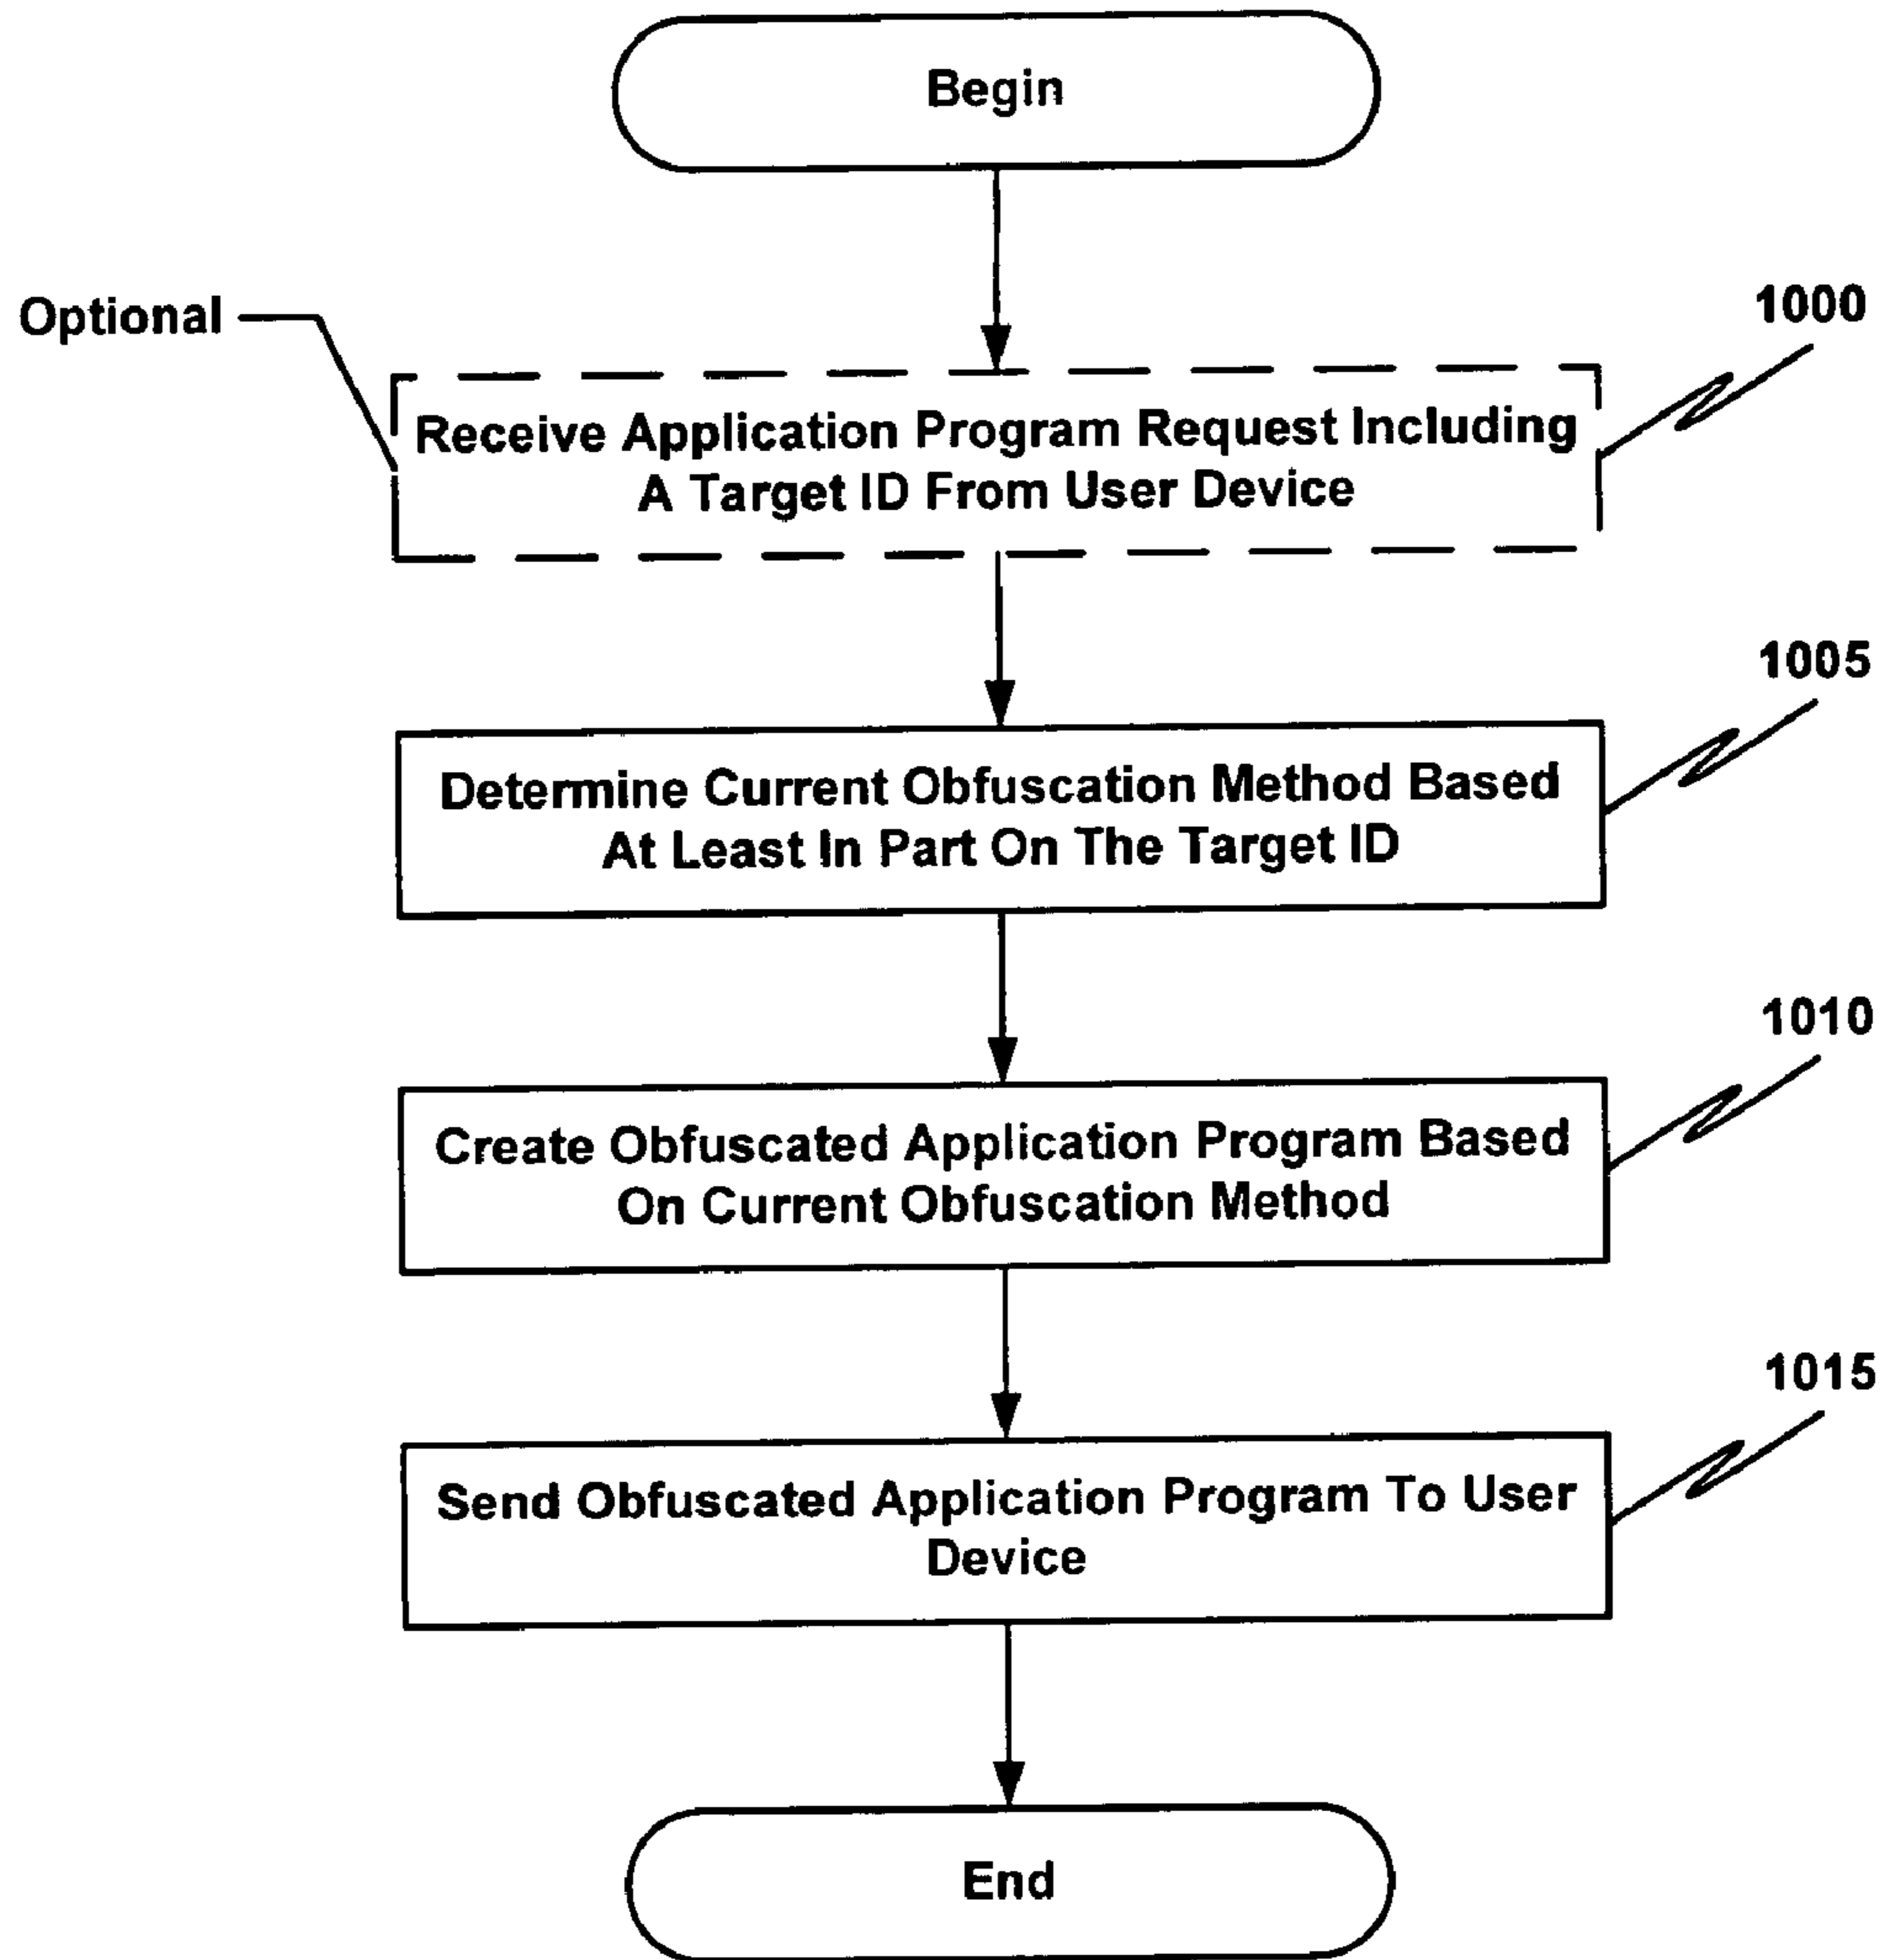 Begin
Optional
1000
Receive Application Program Request Including
A Target ID From User Device
1005
Determine Current Obfuscation Method Based
At Least In Part On The Target ID
1010
Create Obfuscated Application Program Based
On Current Obfuscation Method
1015
Send Obfuscated Application Program To User
Device
End